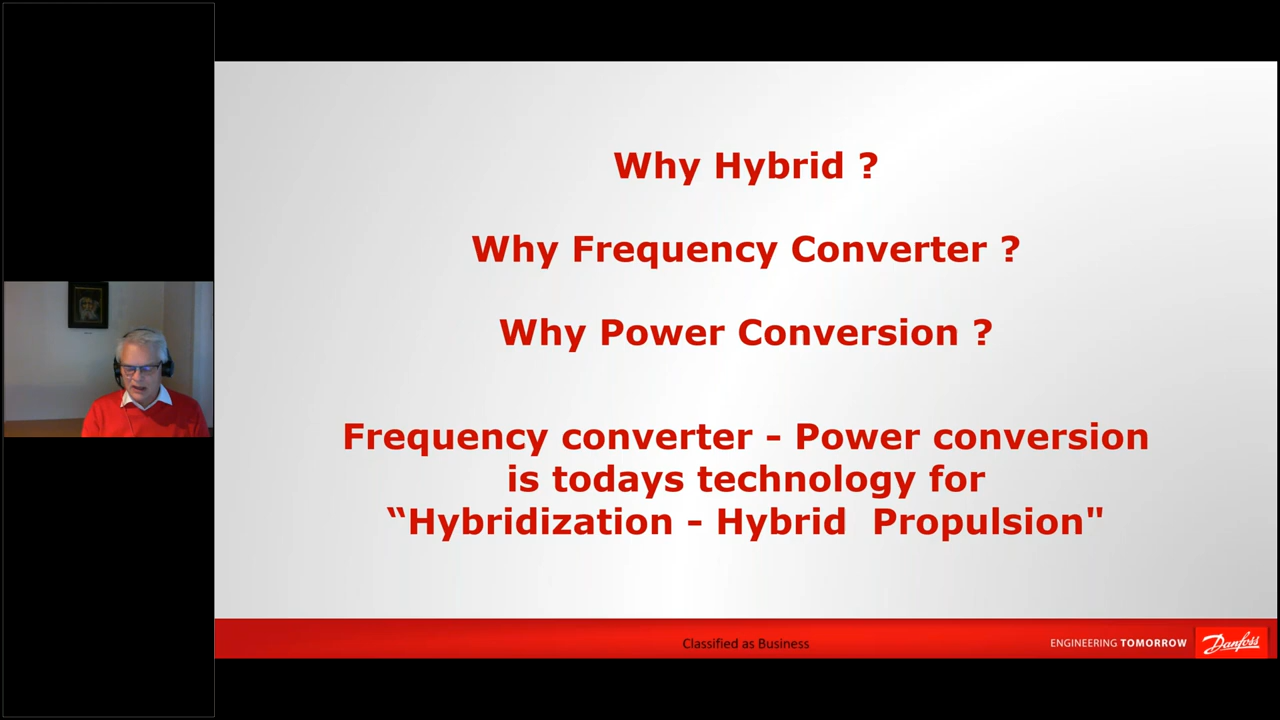 Why Hybrid ?
Why Frequency Converter ?
Why Power Conversion ?
Frequency converter - Power conversion
is todays technology for
“Hybridization - Hybrid  Propulsion"
Classified as Business
ENGINEERING TOMORROW
Danfoss